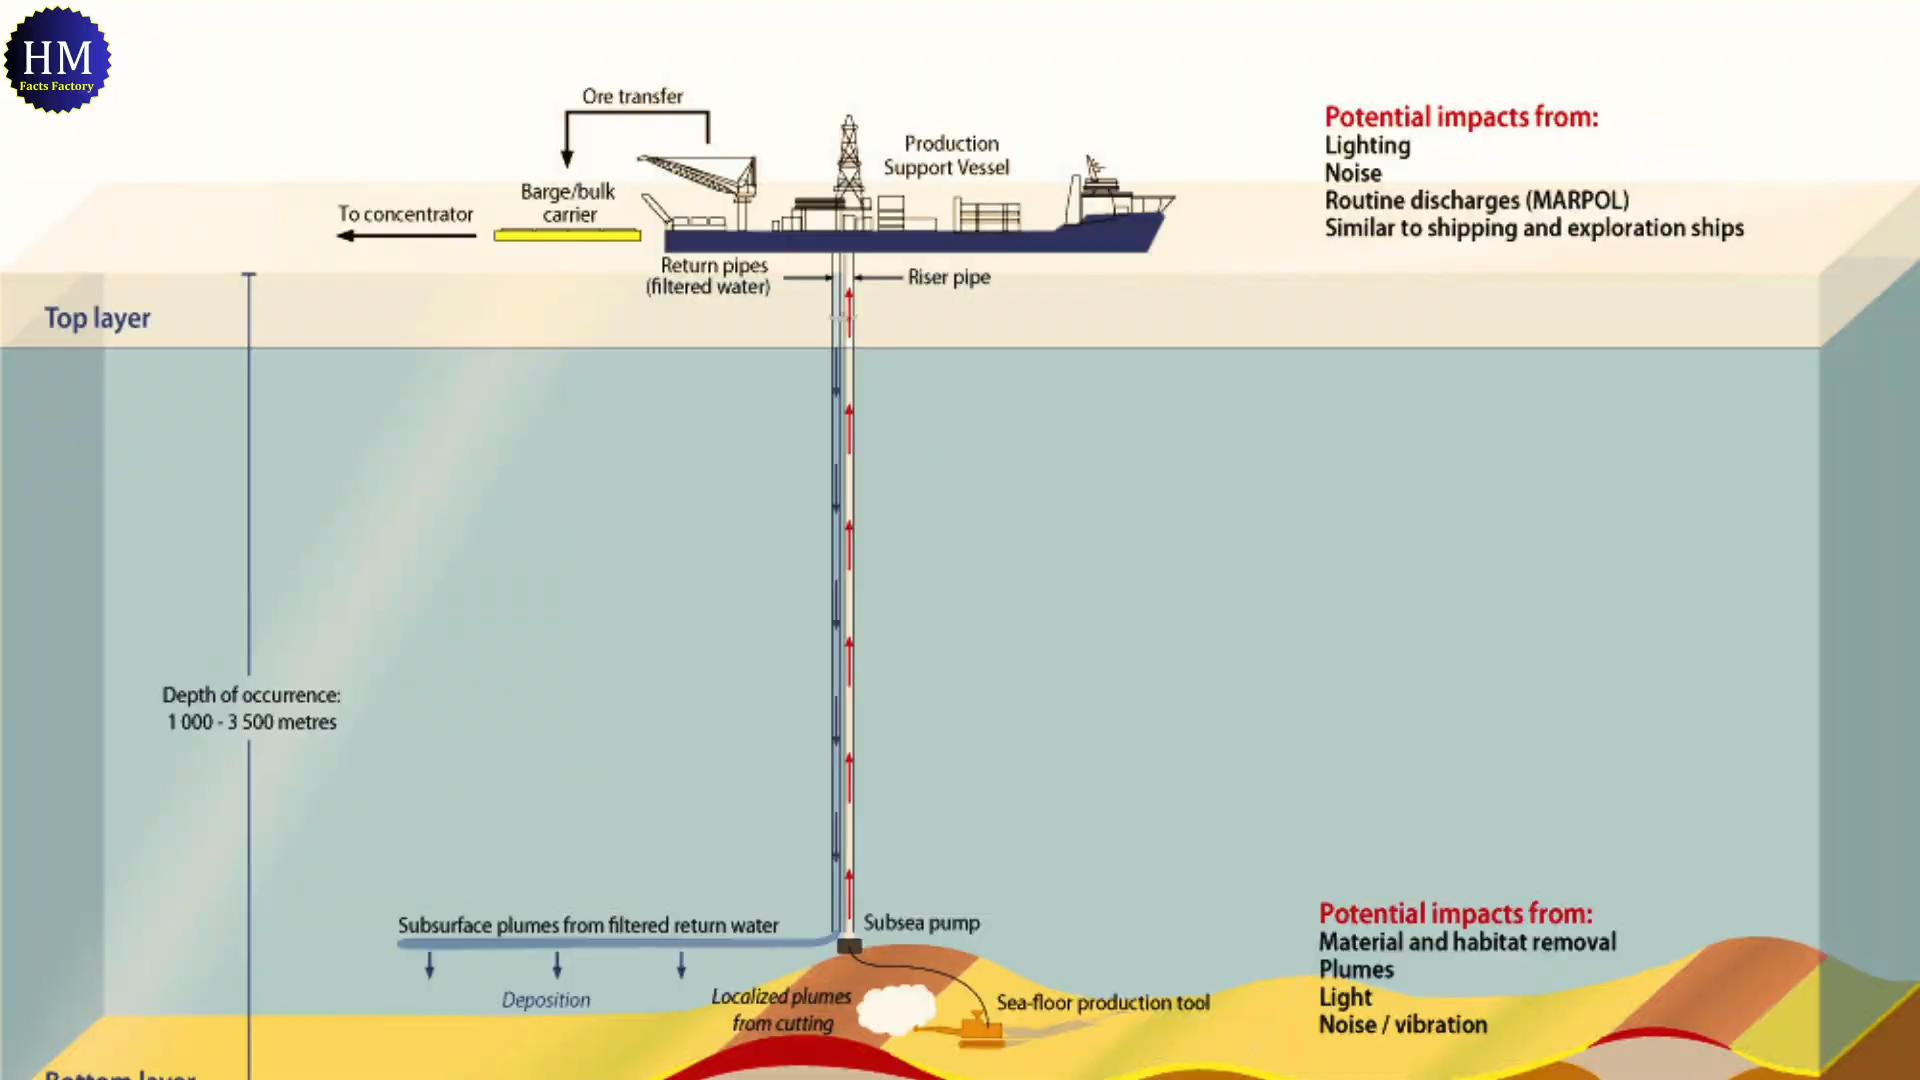 HM
Facts Factory
Ore transfer
Production
Support Vessel
Barge/bulk
carrier
To concentrator
Return pipes
(filtered water)
Riser pipe
Potential impacts from:
Lighting
Noise
Routine discharges (MARPOL)
Similar to shipping and exploration ships
Top layer
Depth of occurrence:
1 000 - 3 500 metres
Subsurface plumes from filtered return water
Subsea pump
Deposition
Localized plumes
from cutting
Sea-floor production tool
Potential impacts from:
Material and habitat removal
Plumes
Light
Noise / vibration
Bottom layer